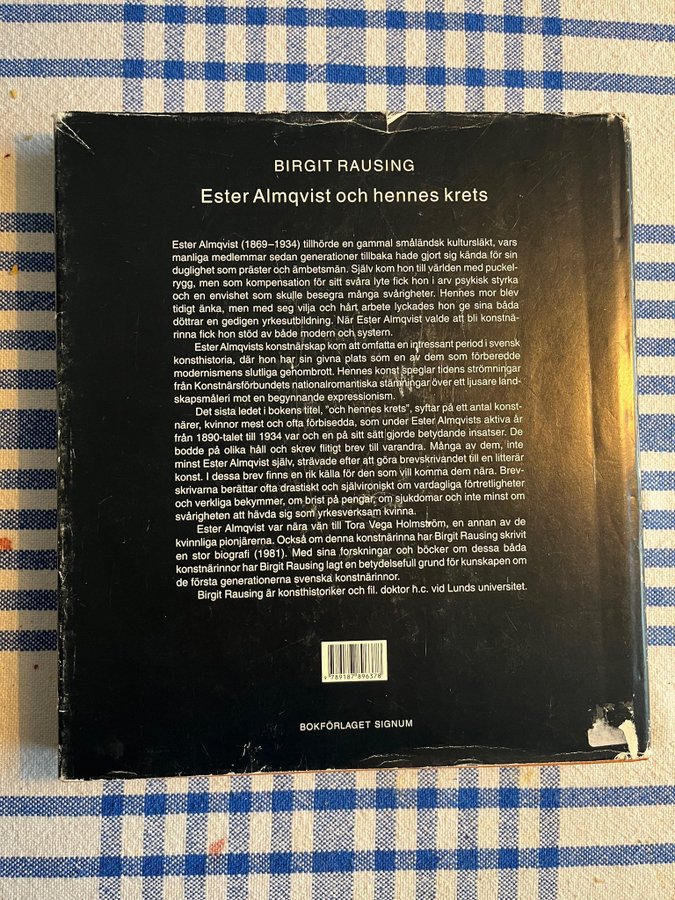 BIRGIT RAUSING
Ester Almqvist och hennes krets
Ester Almqvist (1869–1934) tillhörde en gammal småländsk kultursläkt, vars
manliga medlemmar sedan generationer tillbaka hade gjort sig kända för sin
duglighet som präster och ämbetsmän. Själv kom hon till världen med puckel-
rygg, men som kompensation för sitt svåra lyte fick hon i arv psykisk styrka
och en envishet som skulle besegra många svårigheter. Hennes mor blev
tidigt änka, men med seg vilja och hårt arbete lyckades hon ge sina båda
döttrar en gedigen yrkesutbildning. När Ester Almqvist valde att bli konstnä-
rinna fick hon stöd av både modern och systern.
Ester Almqvists konstnärskap kom att omfatta en intressant period i svensk
konsthistoria, där hon har sin givna plats som en av dem som förberedde
modernismens slutliga genombrott. Hennes konst speglar tidens strömningar
från Konstnärsförbundets nationalromantiska stämningar över ett ljusare land-
skapsmåleri mot en begynnande expressionism.
Det sista ledet i bokens titel, "och hennes krets", syftar på ett antal konst-
närer, kvinnor mest och ofta förbisedda, som under Ester Almqvists aktiva år
från 1890-talet till 1934 var och en på sitt sätt gjorde betydande insatser. De
bodde på olika håll och skrev flitigt brev till varandra. Många av dem, inte
minst Ester Almqvist själv, strävade efter att göra brevskrivandet till en litterär
konst. I dessa brev finns en rik källa för den som vill komma dem nära. Brev-
skrivarna berättar ofta drastiskt och självironiskt om vardagliga förtretligheter
och verkliga bekymmer, om brist på pengar, om sjukdomar och inte minst om
svårigheten att hävda sig som yrkesverksam kvinna.
Ester Almqvist var nära vän till Tora Vega Holmström, en annan av de
kvinnliga pionjärerna. Också om denna konstnärinna har Birgit Rausing skrivit
en stor biografi (1981). Med sina forskningar och böcker om dessa båda
konstnärinnor har Birgit Rausing lagt en betydelsefull grund för kunskapen om
de första generationerna svenska konstnärinnor.
Birgit Rausing är konsthistoriker och fil. doktor h.c. vid Lunds universitet.
9 789187 896378
BOKFÖRLAGET SIGNUM